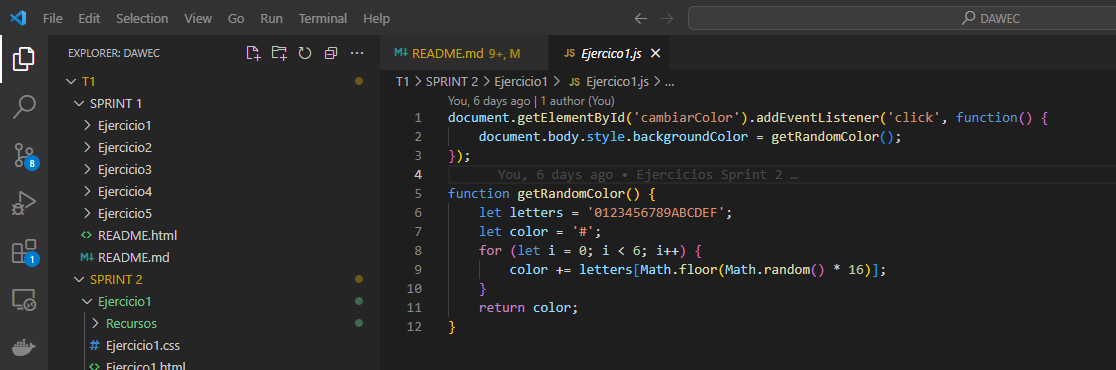 File Edit Selection View Go Run Terminal Help
DAWEC
EXPLORER: DAWEC
T1
SPRINT 1
Ejercicio1
Ejercicio2
Ejercicio3
Ejercicio4
Ejercicio5
README.html
README.md
SPRINT 2
Ejercicio1
Recursos
Ejercicio1.css
Ejercico1.html
8
1
README.md 9+, M
JS Ejercico1.js
T1 > SPRINT 2 > Ejercicio1 > JS Ejercico1.js > ...
You, 6 days ago | 1 author (You)
1 document.getElementById('cambiarColor').addEventListener('click', function() {
2 document.body.style.backgroundColor = getRandomColor();
3 });
4 You, 6 days ago • Ejercicios Sprint 2 …
5 function getRandomColor() {
6 let letters = '0123456789ABCDEF';
7 let color = '#';
8 for (let i = 0; i < 6; i++) {
9 color += letters[Math.floor(Math.random() * 16)];
10 }
11 return color;
12 }